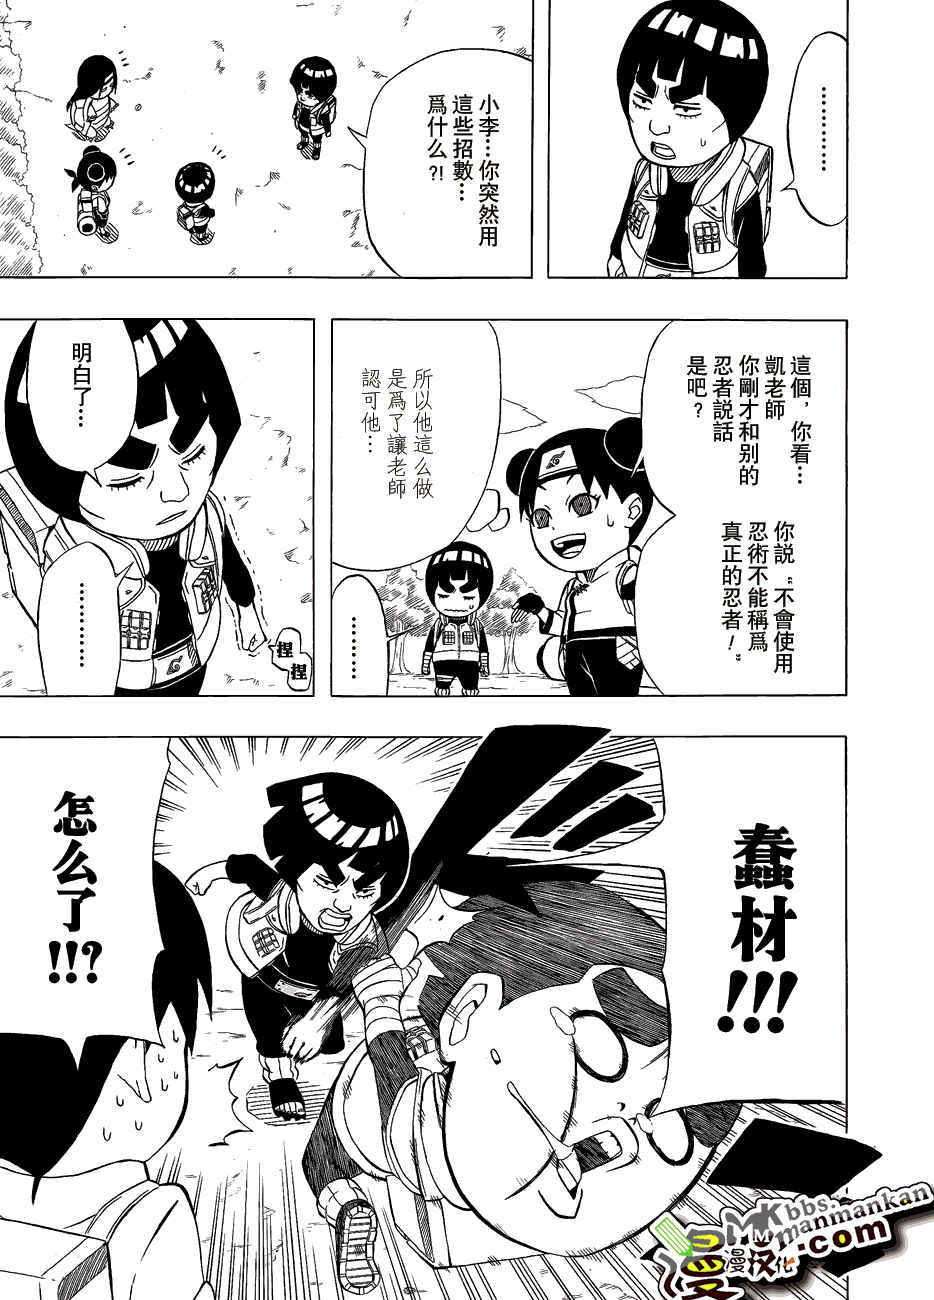 ………
小李…你突然用
這些招數…
爲什么?!
這個，你看…
凱老師
你剛才和别的
忍者説話
是吧？
你説“不會使用
忍術不能稱爲
真正的忍者！”
所以他這么做
是爲了讓老師
認可他…
………
明白了…
………
捏
捏
蠢材!!!
怎么了!!?
MK
bbs.
manmankan
.com
漫
漫漢化